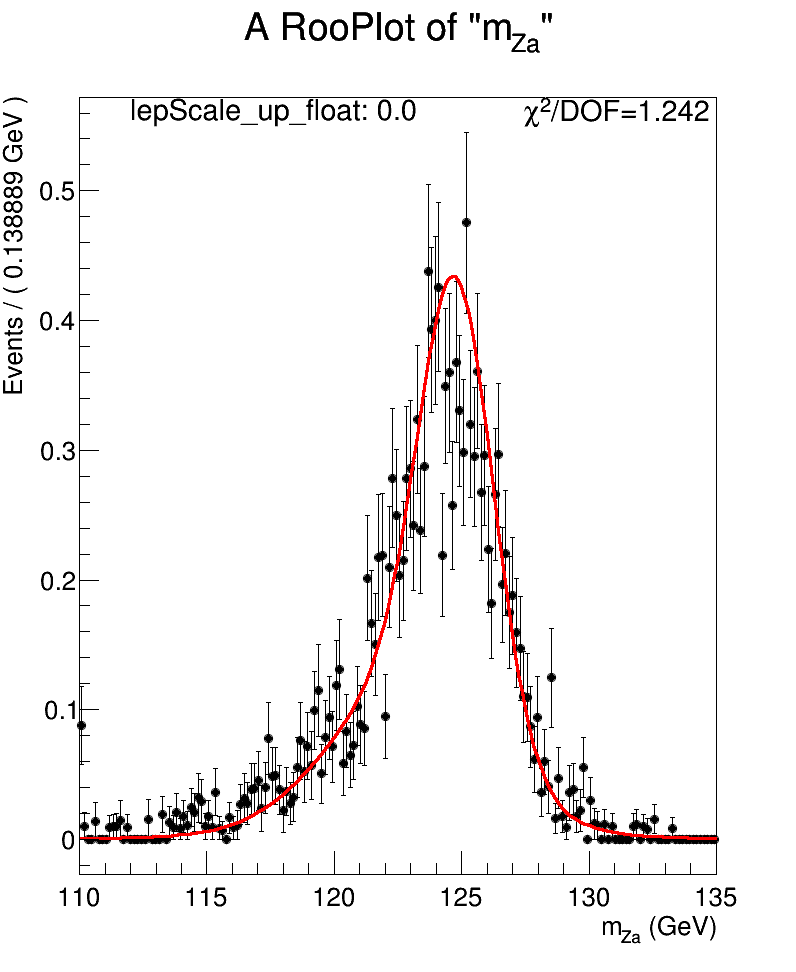 A RooPlot of "m_Za"
lepScale_up_float: 0.0
χ²/DOF=1.242
Events / ( 0.138889 GeV )
0.5
0.4
0.3
0.2
0.1
0
110 115 120 125 130 135
m_Za (GeV)